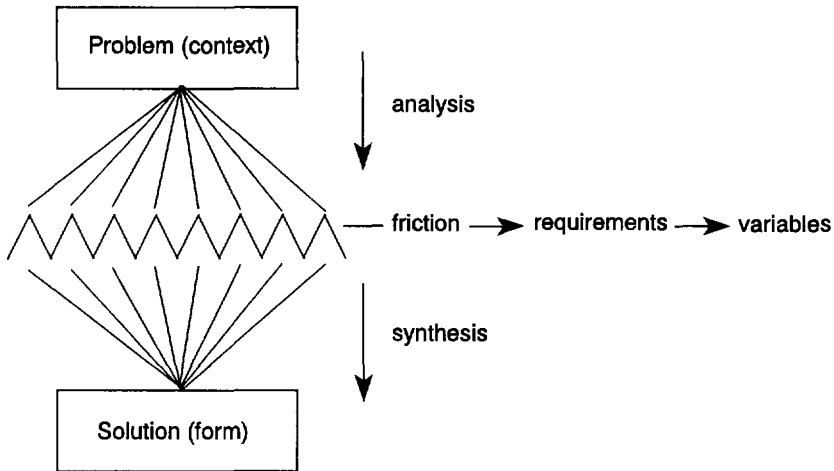 Problem (context)
analysis
friction
requirements
variables
synthesis
Solution (form)